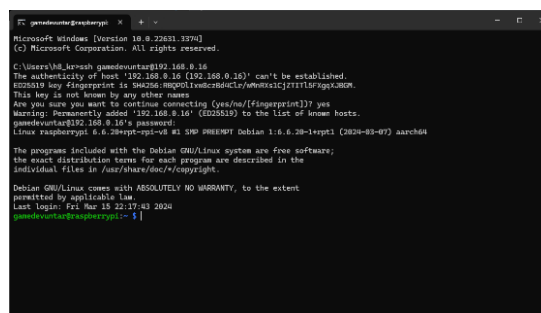 gamedevuntar@raspberrypi: ~
Microsoft Windows [Version 10.0.22631.3374]
(c) Microsoft Corporation. All rights reserved.
C:\Users\h8_kr>ssh gamedevuntar@192.168.0.16
The authenticity of host '192.168.0.16 (192.168.0.16)' can't be established.
ED25519 key fingerprint is
This key is not known by any other names
Are you sure you want to continue connecting (yes/no/[fingerprint])? yes
Warning: Permanently added '192.168.0.16' (ED25519) to the list of known hosts.
gamedevuntar@192.168.0.16's password:
Linux raspberrypi 6.6.20+rpt-rpi-v8 #1 SMP PREEMPT Debian 1:6.6.20-1+rpt1 (2024-03-07) aarch64
The programs included with the Debian GNU/Linux system are free software;
the exact distribution terms for each program are described in the
individual files in /usr/share/doc/*/copyright.
Debian GNU/Linux comes with ABSOLUTELY NO WARRANTY, to the extent
permitted by applicable law.
Last login: Fri Mar 15 22:17:43 2024
gamedevuntar@raspberrypi:~ $